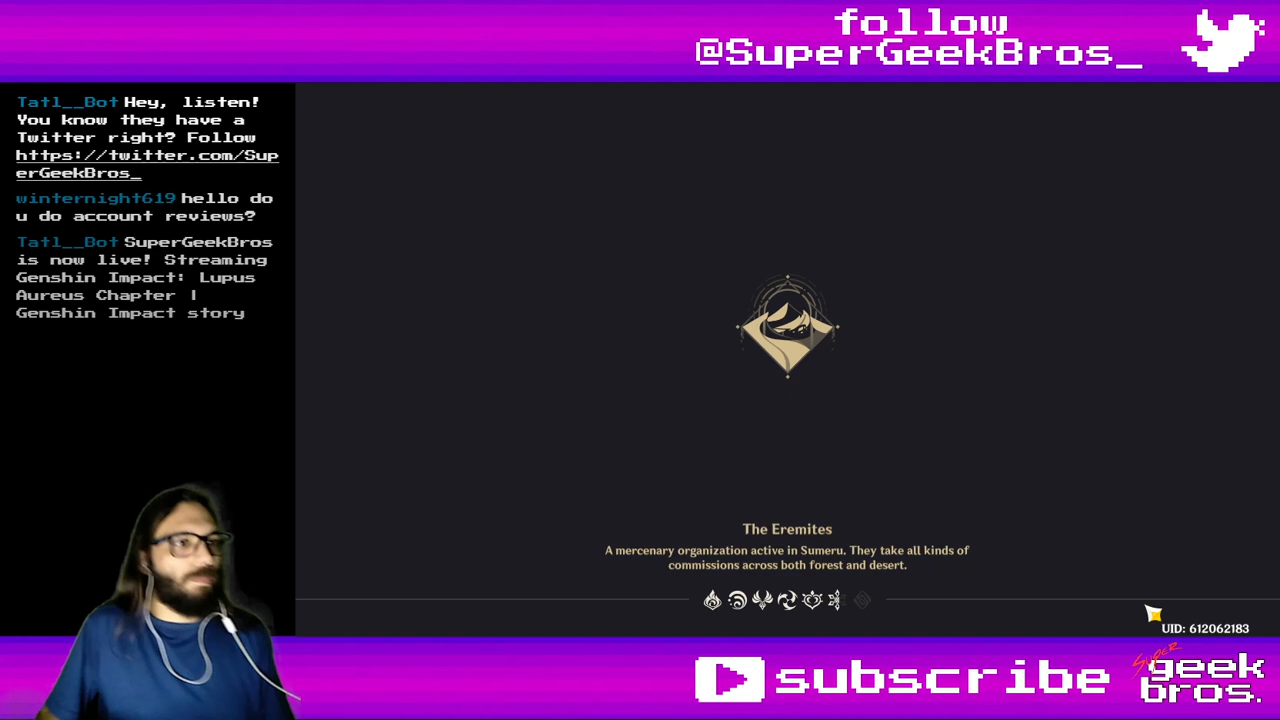 follow
@SuperGeekBros_
Tatl__Bot Hey, listen!
You know they have a
Twitter right? Follow
https://twitter.com/Sup
erGeekBros_
winternight619 hello do
u do account reviews?
Tatl__Bot SuperGeekBros
is now live! Streaming
Genshin Impact: Lupus
Aureus Chapter |
Genshin Impact story
The Eremites
A mercenary organization active in Sumeru. They take all kinds of
commissions across both forest and desert.
UID: 612062183
subscribe
SUPER
geek
bros.